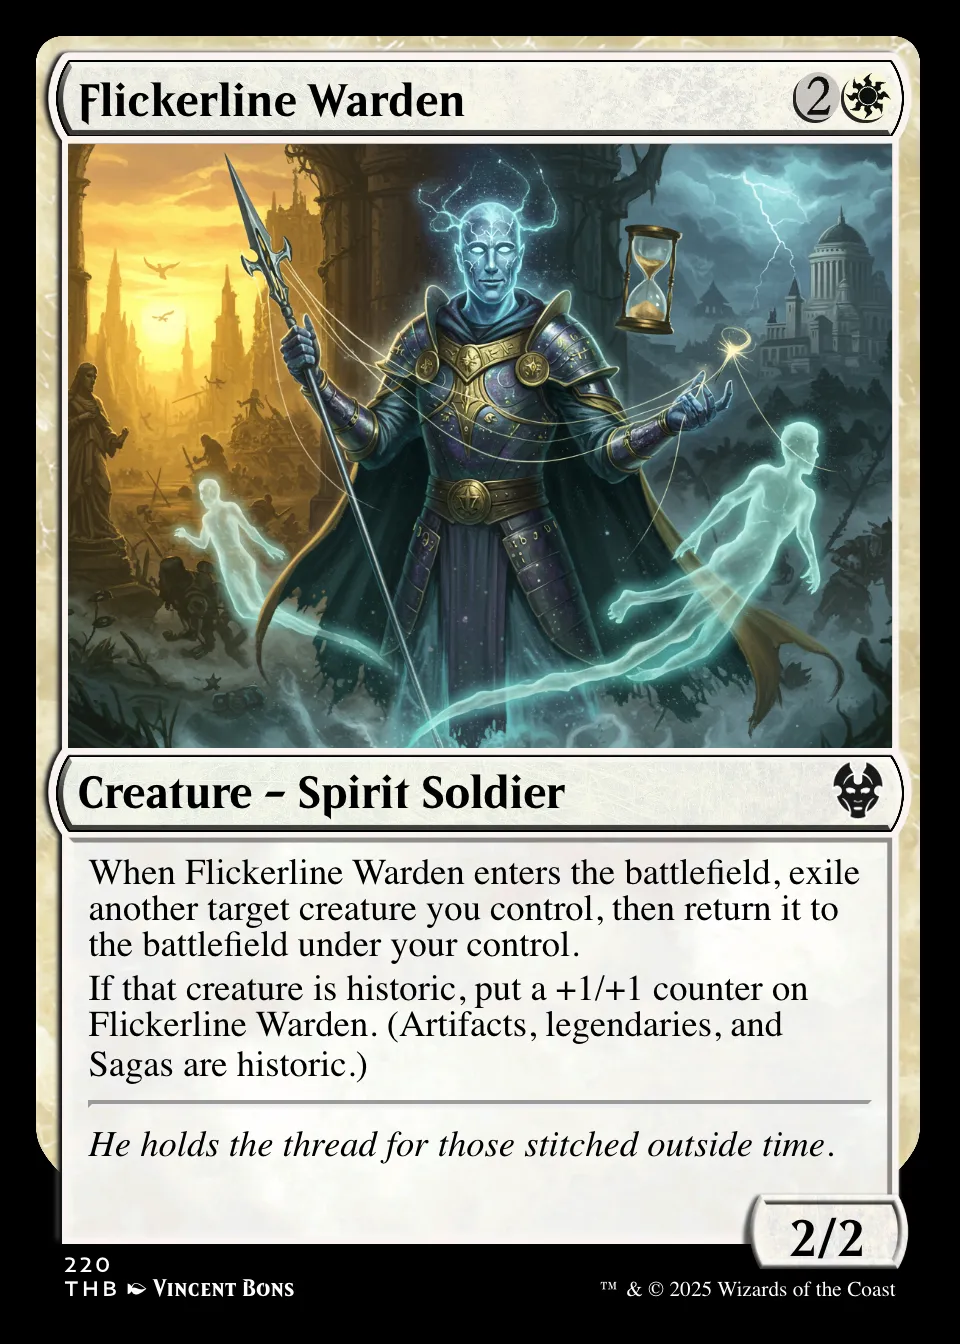 Flickerline Warden 2
Creature – Spirit Soldier
When Flickerline Warden enters the battlefield, exile
another target creature you control, then return it to
the battlefield under your control.
If that creature is historic, put a +1/+1 counter on
Flickerline Warden. (Artifacts, legendaries, and
Sagas are historic.)
He holds the thread for those stitched outside time.
2/2
220
THB Vincent Bons
™ & © 2025 Wizards of the Coast